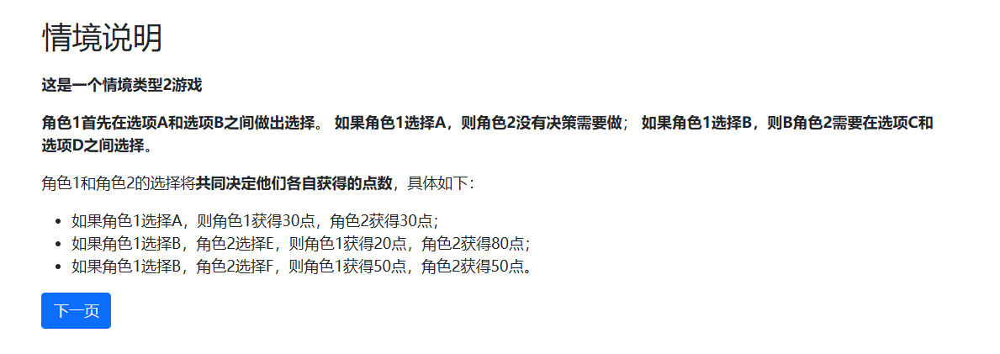 情境说明
这是一个情境类型2游戏
角色1首先在选项A和选项B之间做出选择。 如果角色1选择A，则角色2没有决策需要做； 如果角色1选择B，则B角色2需要在选项C和
选项D之间选择。
角色1和角色2的选择将共同决定他们各自获得的点数，具体如下：
• 如果角色1选择A，则角色1获得30点，角色2获得30点；
• 如果角色1选择B，角色2选择E，则角色1获得20点，角色2获得80点；
• 如果角色1选择B，角色2选择F，则角色1获得50点，角色2获得50点。
下一页